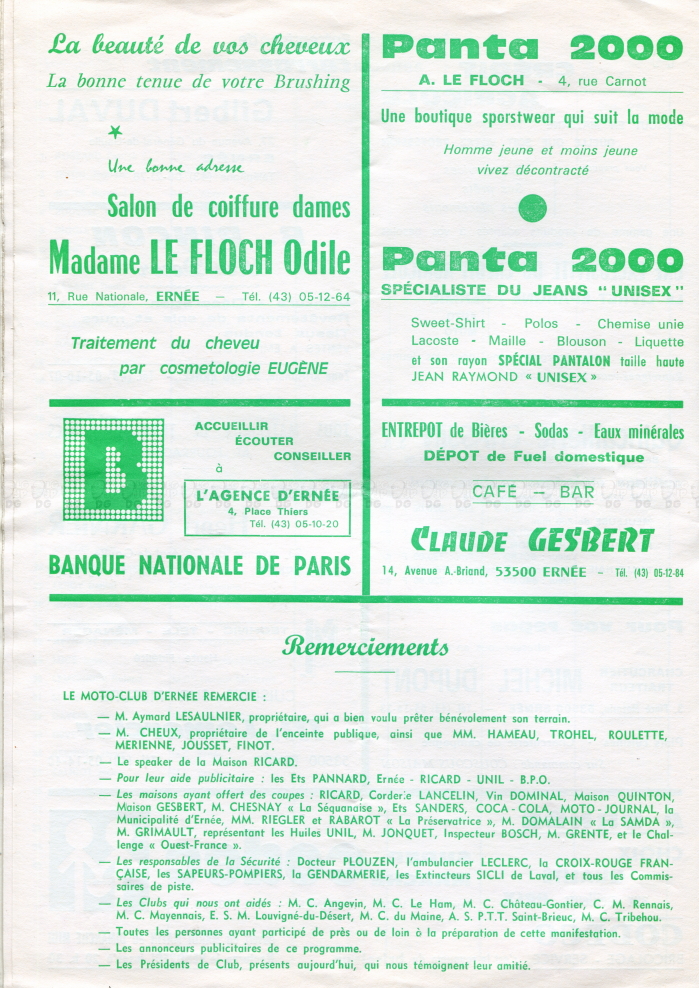 La beauté de vos cheveux
La bonne tenue de votre Brushing
Une bonne adresse
Salon de coiffure dames
Madame LE FLOCH Odile
11, Rue Nationale, ERNÉE — Tél. (43) 05-12-64
Traitement du cheveu
par cosmetologie EUGÈNE
Panta 2000
A. LE FLOCH - 4, rue Carnot
Une boutique sportswear qui suit la mode
Homme jeune et moins jeune
vivez décontracté
Panta 2000
SPÉCIALISTE DU JEANS "UNISEX"
Sweet-Shirt - Polos - Chemise unie
Lacoste - Maille - Blouson - Liquette
et son rayon SPÉCIAL PANTALON taille haute
JEAN RAYMOND « UNISEX »
B
ACCUEILLIR
ÉCOUTER
CONSEILLER
à
L'AGENCE D'ERNÉE
4, Place Thiers
Tél. (43) 05-10-20
BANQUE NATIONALE DE PARIS
ENTREPOT de Bières - Sodas - Eaux minérales
DÉPOT de Fuel domestique
CAFÉ -- BAR
CLAUDE GESBERT
14, Avenue A.-Briand, 53500 ERNÉE - Tél. (43) 05-12-84
Remerciements
LE MOTO-CLUB D'ERNÉE REMERCIE :
— M. Aymard LESAULNIER, propriétaire, qui a bien voulu prêter bénévolement son terrain.
— M. CHEUX, propriétaire de l'enceinte publique, ainsi que MM. HAMEAU, TROHEL, ROULETTE,
MERIENNE, JOUSSET, FINOT.
— Le speaker de la Maison RICARD.
— Pour leur aide publicitaire : les Ets PANNARD, Ernée - RICARD - UNIL - B.P.O.
— Les maisons ayant offert des coupes : RICARD, Corderie LANCELIN, Vin DOMINAL, Maison QUINTON,
Maison GESBERT, M. CHESNAY « La Séquanaise », Ets SANDERS, COCA-COLA, MOTO-JOURNAL, la
Municipalité d'Ernée, MM. RIEGLER et RABAROT « La Préservatrice », M. DOMALAIN « La SAMDA »,
M. GRIMAULT, représentant les Huiles UNIL, M. JONQUET, Inspecteur BOSCH, M. GRENTE, et le Chal-
lenge « Ouest-France ».
— Les responsables de la Sécurité : Docteur PLOUZEN, l'ambulancier LECLERC, la CROIX-ROUGE FRAN-
ÇAISE, les SAPEURS-POMPIERS, la GENDARMERIE, les Extincteurs SICLI de Laval, et tous les Commis-
saires de piste.
— Les Clubs qui nous ont aidés : M. C. Angevin, M. C. Le Ham, M. C. Château-Gontier, C. M. Rennais,
M. C. Mayennais, E. S. M. Louvigné-du-Désert, M. C. du Maine, A. S. P.T.T. Saint-Brieuc, M. C. Tribehou.
— Toutes les personnes ayant participé de près ou de loin à la préparation de cette manifestation.
— Les annonceurs publicitaires de ce programme.
— Les Présidents de Club, présents aujourd'hui, qui nous témoignent leur amitié.